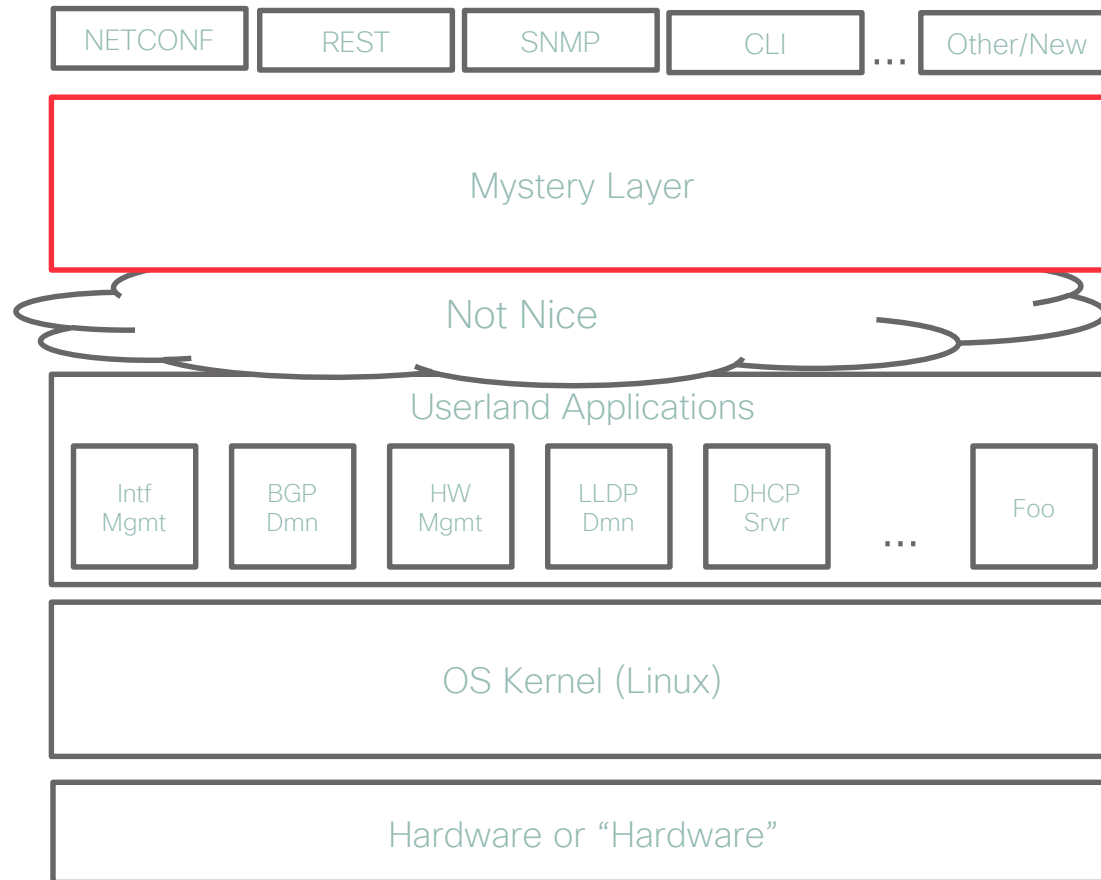 NETCONF REST SNMP CLI ... Other/New
Mystery Layer
Not Nice
Userland Applications
Intf BGP HW LLDP DHCP
Mgmt Dmn Mgmt Dmn Srvr ... Foo
OS Kernel (Linux)
Hardware or “Hardware”